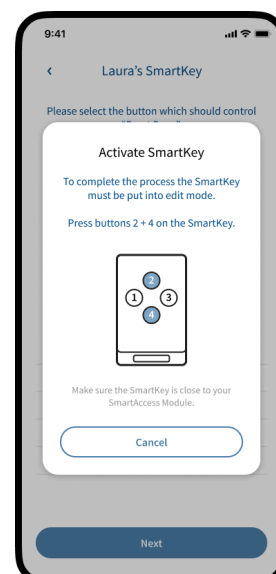 9:41
Laura's SmartKey
Please select the button which should control
Activate SmartKey
To complete the process the SmartKey
must be put into edit mode.
Press buttons 2 + 4 on the SmartKey.
2
1 3
4
Make sure the SmartKey is close to your
SmartAccess Module.
Cancel
Next